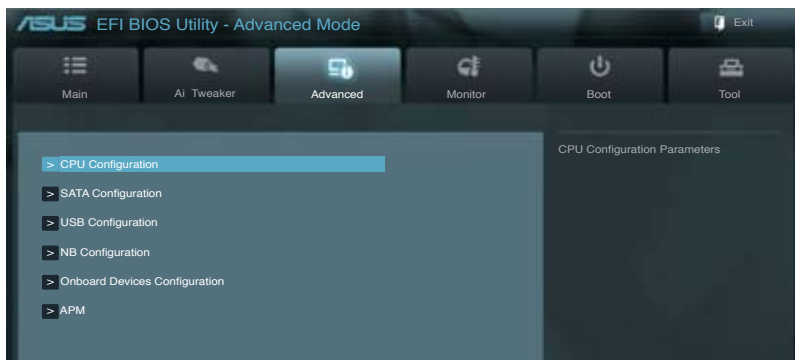 ASUS EFI BIOS Utility - Advanced Mode
Exit
Main
Ai Tweaker
Advanced
Monitor
Boot
Tool
CPU Configuration Parameters
> CPU Configuration
> SATA Configuration
> USB Configuration
> NB Configuration
> Onboard Devices Configuration
> APM